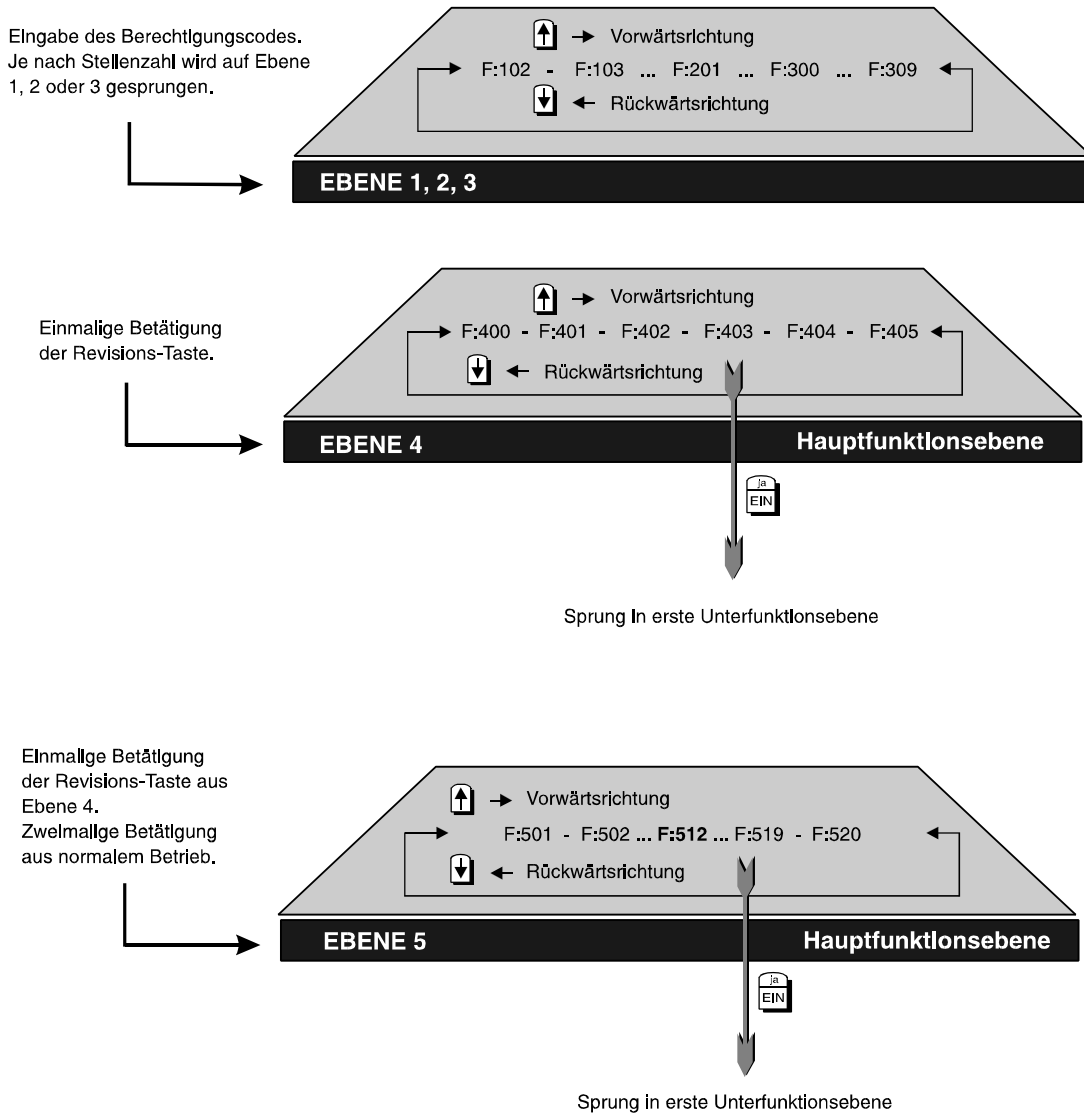 Eingabe des Berechtigungscodes.
Je nach Stellenzahl wird auf Ebene
1, 2 oder 3 gesprungen.
Vorwärtsrichtung
F:102 - F:103 ... F:201 ... F:300 ... F:309
Rückwärtsrichtung
EBENE 1, 2, 3
Einmalige Betätigung
der Revisions-Taste.
Vorwärtsrichtung
F:400 - F:401 - F:402 - F:403 - F:404 - F:405
Rückwärtsrichtung
EBENE 4 Hauptfunktionsebene
ja
EIN
Sprung in erste Unterfunktionsebene
Einmalige Betätigung
der Revisions-Taste aus
Ebene 4.
Zweimalige Betätigung
aus normalem Betrieb.
Vorwärtsrichtung
F:501 - F:502 ... F:512 ... F:519 - F:520
Rückwärtsrichtung
EBENE 5 Hauptfunktionsebene
ja
EIN
Sprung in erste Unterfunktionsebene